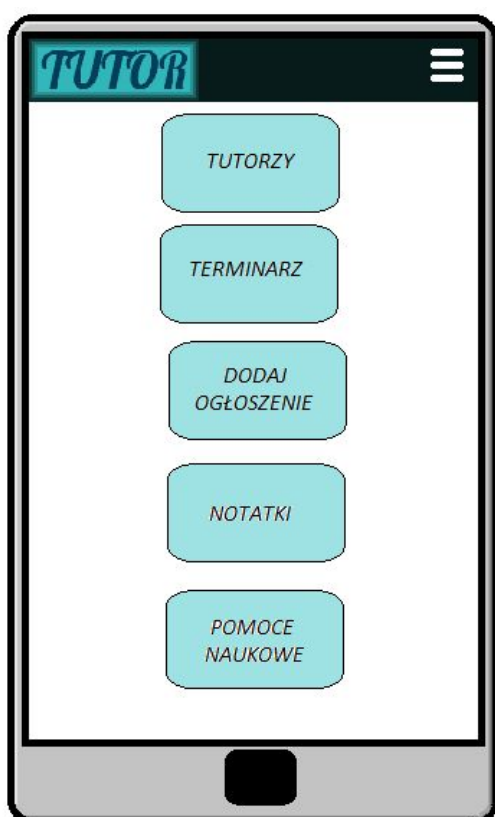 TUTOR
TUTORZY
TERMINARZ
DODAJ
OGŁOSZENIE
NOTATKI
POMOCE
NAUKOWE